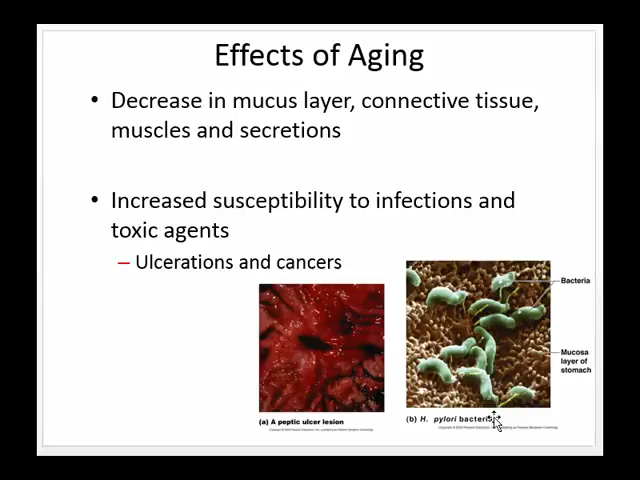 Effects of Aging
• Decrease in mucus layer, connective tissue,
muscles and secretions
• Increased susceptibility to infections and
toxic agents
– Ulcerations and cancers
Bacteria
Mucosa
layer of
stomach
(a) A peptic ulcer lesion
(b) H. pylori bacteria